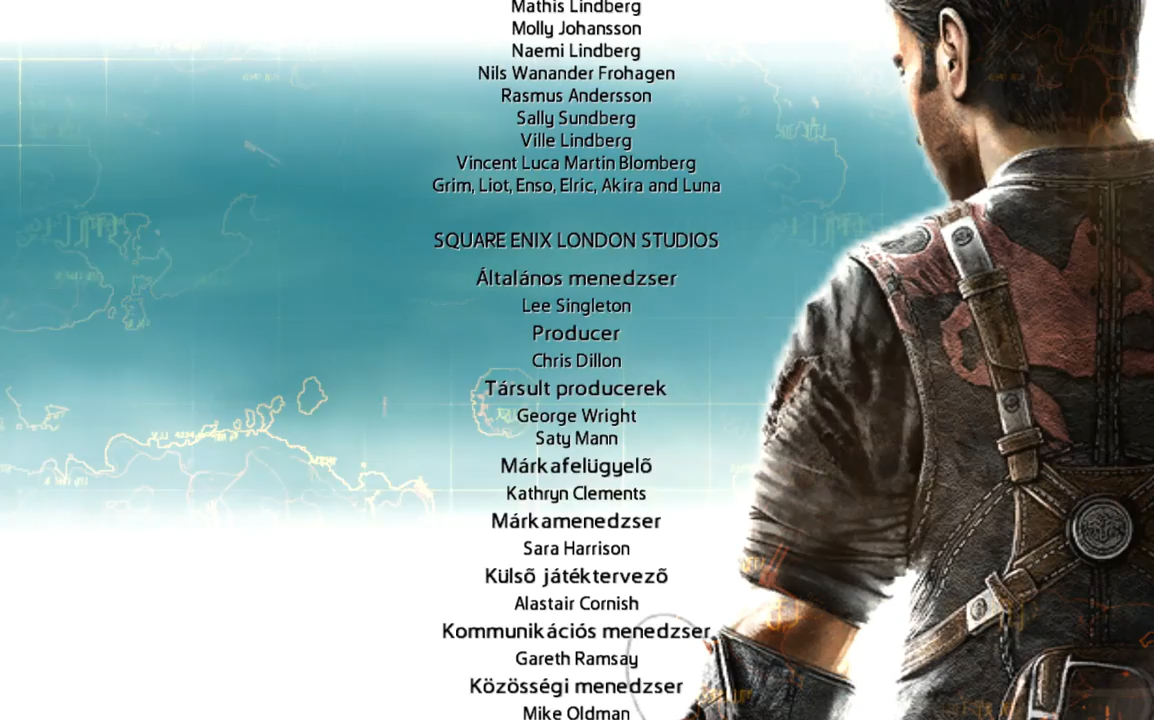 Mathis Lindberg
Molly Johansson
Naemi Lindberg
Nils Wanander Frohagen
Rasmus Andersson
Sally Sundberg
Ville Lindberg
Vincent Luca Martin Blomberg
Grim, Liot, Enso, Elric, Akira and Luna
SQUARE ENIX LONDON STUDIOS
Általános menedzser
Lee Singleton
Producer
Chris Dillon
Társult producerek
George Wright
Saty Mann
Márkafelügyelõ
Kathryn Clements
Márkamenedzser
Sara Harrison
Külsõ játéktervezõ
Alastair Cornish
Kommunikációs menedzser
Gareth Ramsay
Közösségi menedzser
Mike Oldman